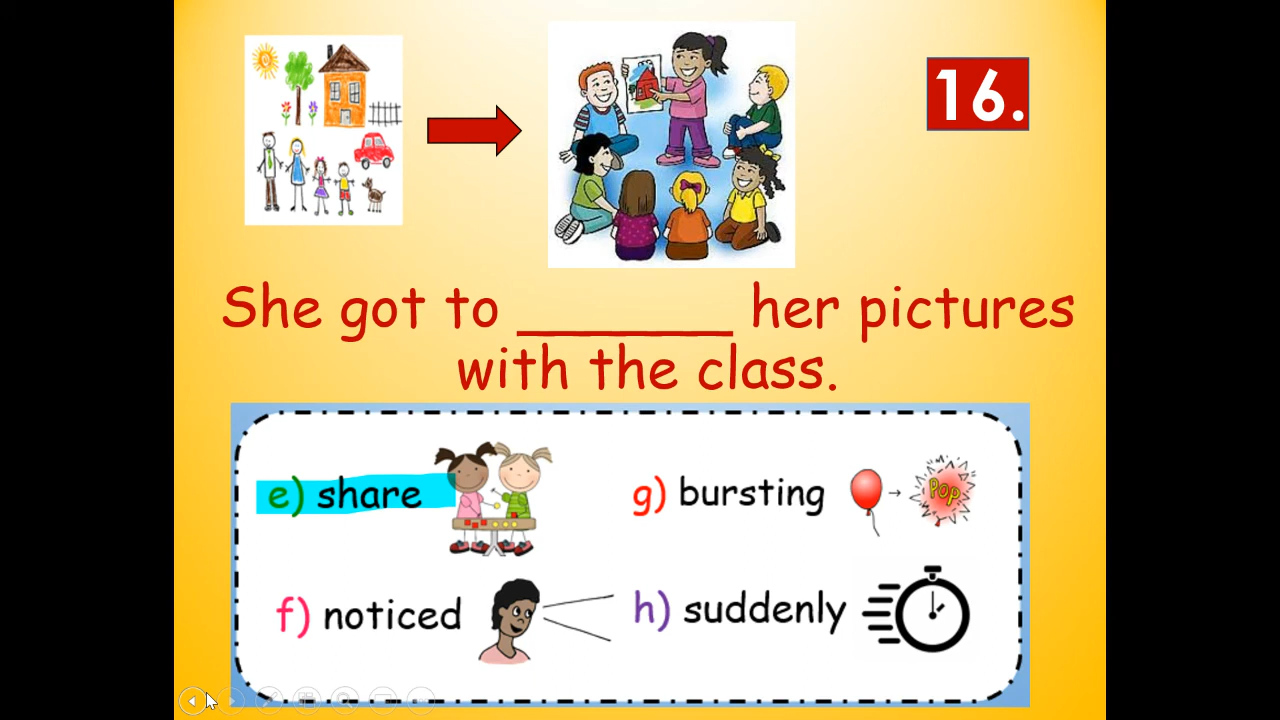 16.
She got to ______ her pictures
with the class.
e) share
g) bursting
POP
f) noticed
h) suddenly